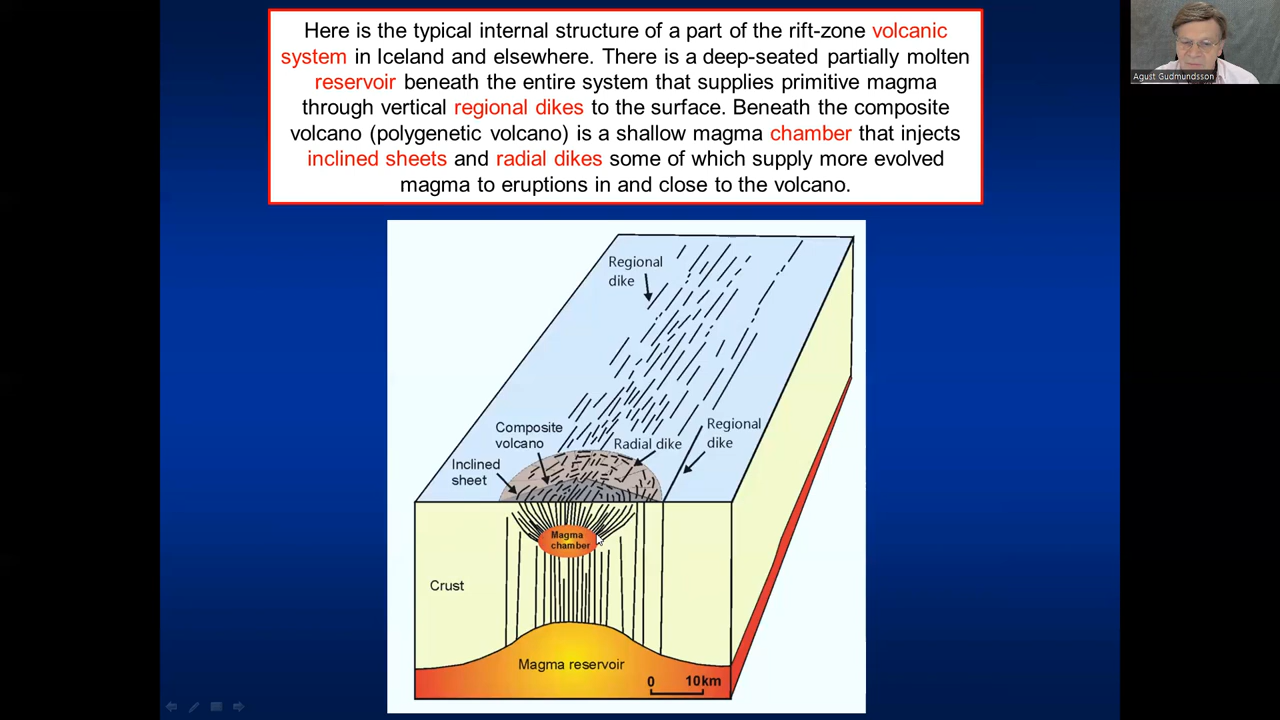 Here is the typical internal structure of a part of the rift-zone volcanic
system in Iceland and elsewhere. There is a deep-seated partially molten
reservoir beneath the entire system that supplies primitive magma
through vertical regional dikes to the surface. Beneath the composite
volcano (polygenetic volcano) is a shallow magma chamber that injects
inclined sheets and radial dikes some of which supply more evolved
magma to eruptions in and close to the volcano.
Agust Gudmundsson
Regional
dike
Composite
volcano
Radial dike
Regional
dike
Inclined
sheet
Magma
chamber
Crust
Magma reservoir
0 10km